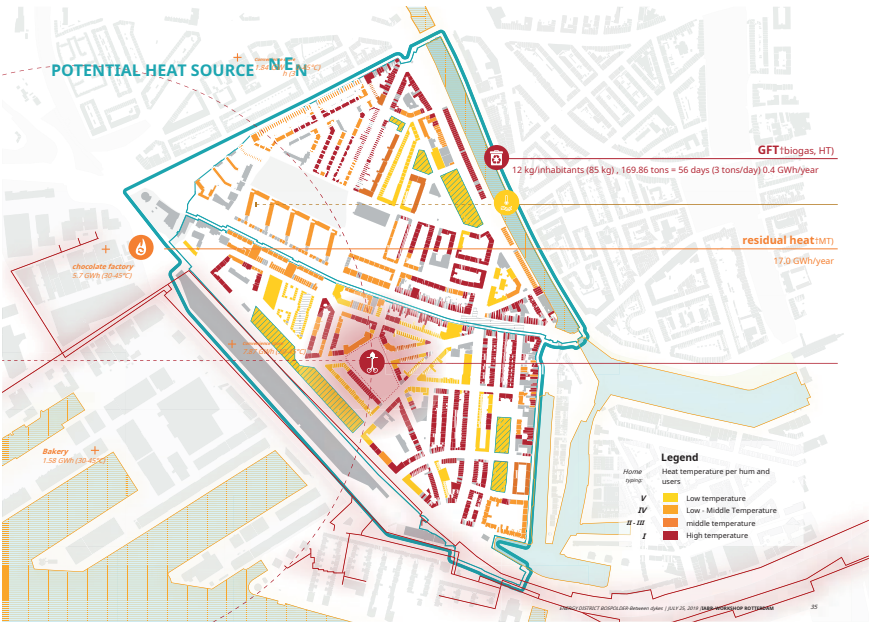 POTENTIAL HEAT SOURCE NEN
GFT (biogas, HT)
12 kg/inhabitants (85 kg) , 169.86 tons = 56 days (3 tons/day) 0.4 GWh/year
residual heat (MT)
17.0 GWh/year
chocolate factory
5.7 GWh (30-45°C)
Bakery
1.58 GWh (30-45°C)
Legend
Home typing:
Heat temperature per hum and
users
V Low temperature
IV Low - Middle Temperature
II - III middle temperature
I High temperature
ENERGY DISTRICT BOSPOLDER-Between dykes | JULY 25, 2019 | IABR-WORKSHOP ROTTERDAM 35